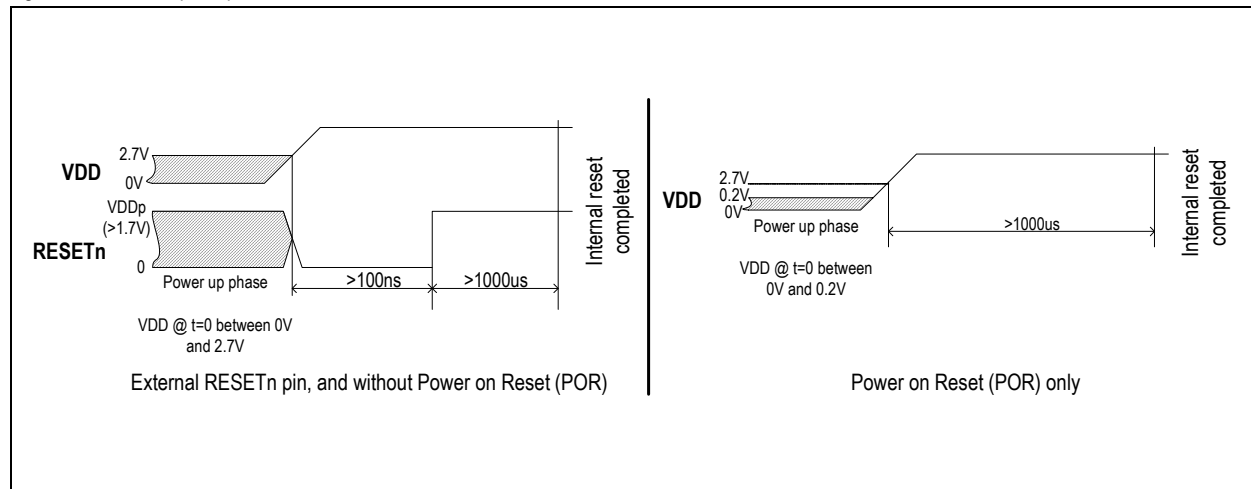 2.7V
VDD
0V
VDDp
(>1.7V)
RESETn
0
Power up phase
>100ns
>1000us
VDD @ t=0 between 0V
and 2.7V
Internal reset
completed
External RESETn pin, and without Power on Reset (POR)
2.7V
0.2V
VDD
0V
Power up phase
>1000us
VDD @ t=0 between
0V and 0.2V
Internal reset
completed
Power on Reset (POR) only